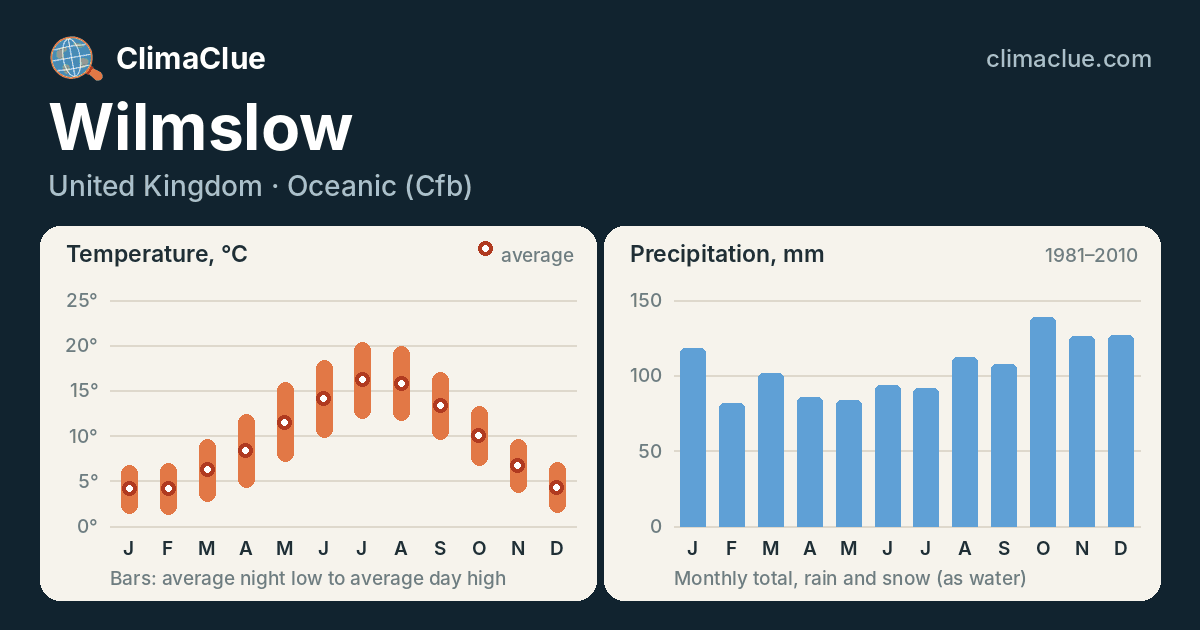 ClimaClue
climaclue.com
Wilmslow
United Kingdom · Oceanic (Cfb)
Temperature, °C
average
25°
20°
15°
10°
5°
0°
J F M A M J J A S O N D
Bars: average night low to average day high
Precipitation, mm
1981–2010
150
100
50
0
J F M A M J J A S O N D
Monthly total, rain and snow (as water)